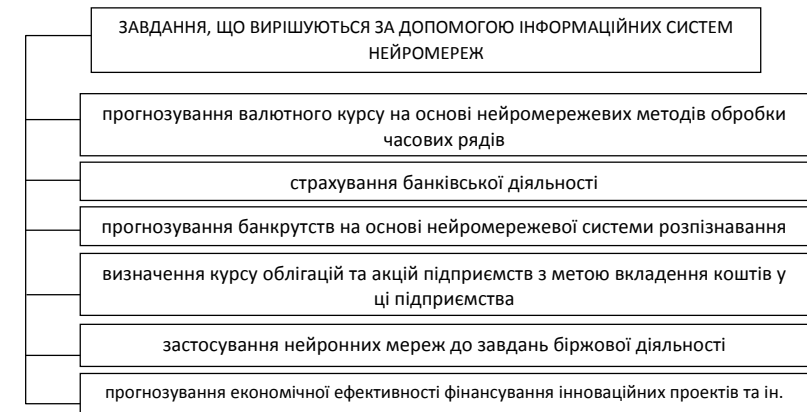 ЗАВДАННЯ, ЩО ВИРІШУЮТЬСЯ ЗА ДОПОМОГОЮ ІНФОРМАЦІЙНИХ СИСТЕМ
НЕЙРОМЕРЕЖ
прогнозування валютного курсу на основі нейромережевих методів обробки
часових рядів
страхування банківської діяльності
прогнозування банкрутств на основі нейромережевої системи розпізнавання
визначення курсу облігацій та акцій підприємств з метою вкладення коштів у
ці підприємства
застосування нейронних мереж до завдань біржової діяльності
прогнозування економічної ефективності фінансування інноваційних проектів та ін.